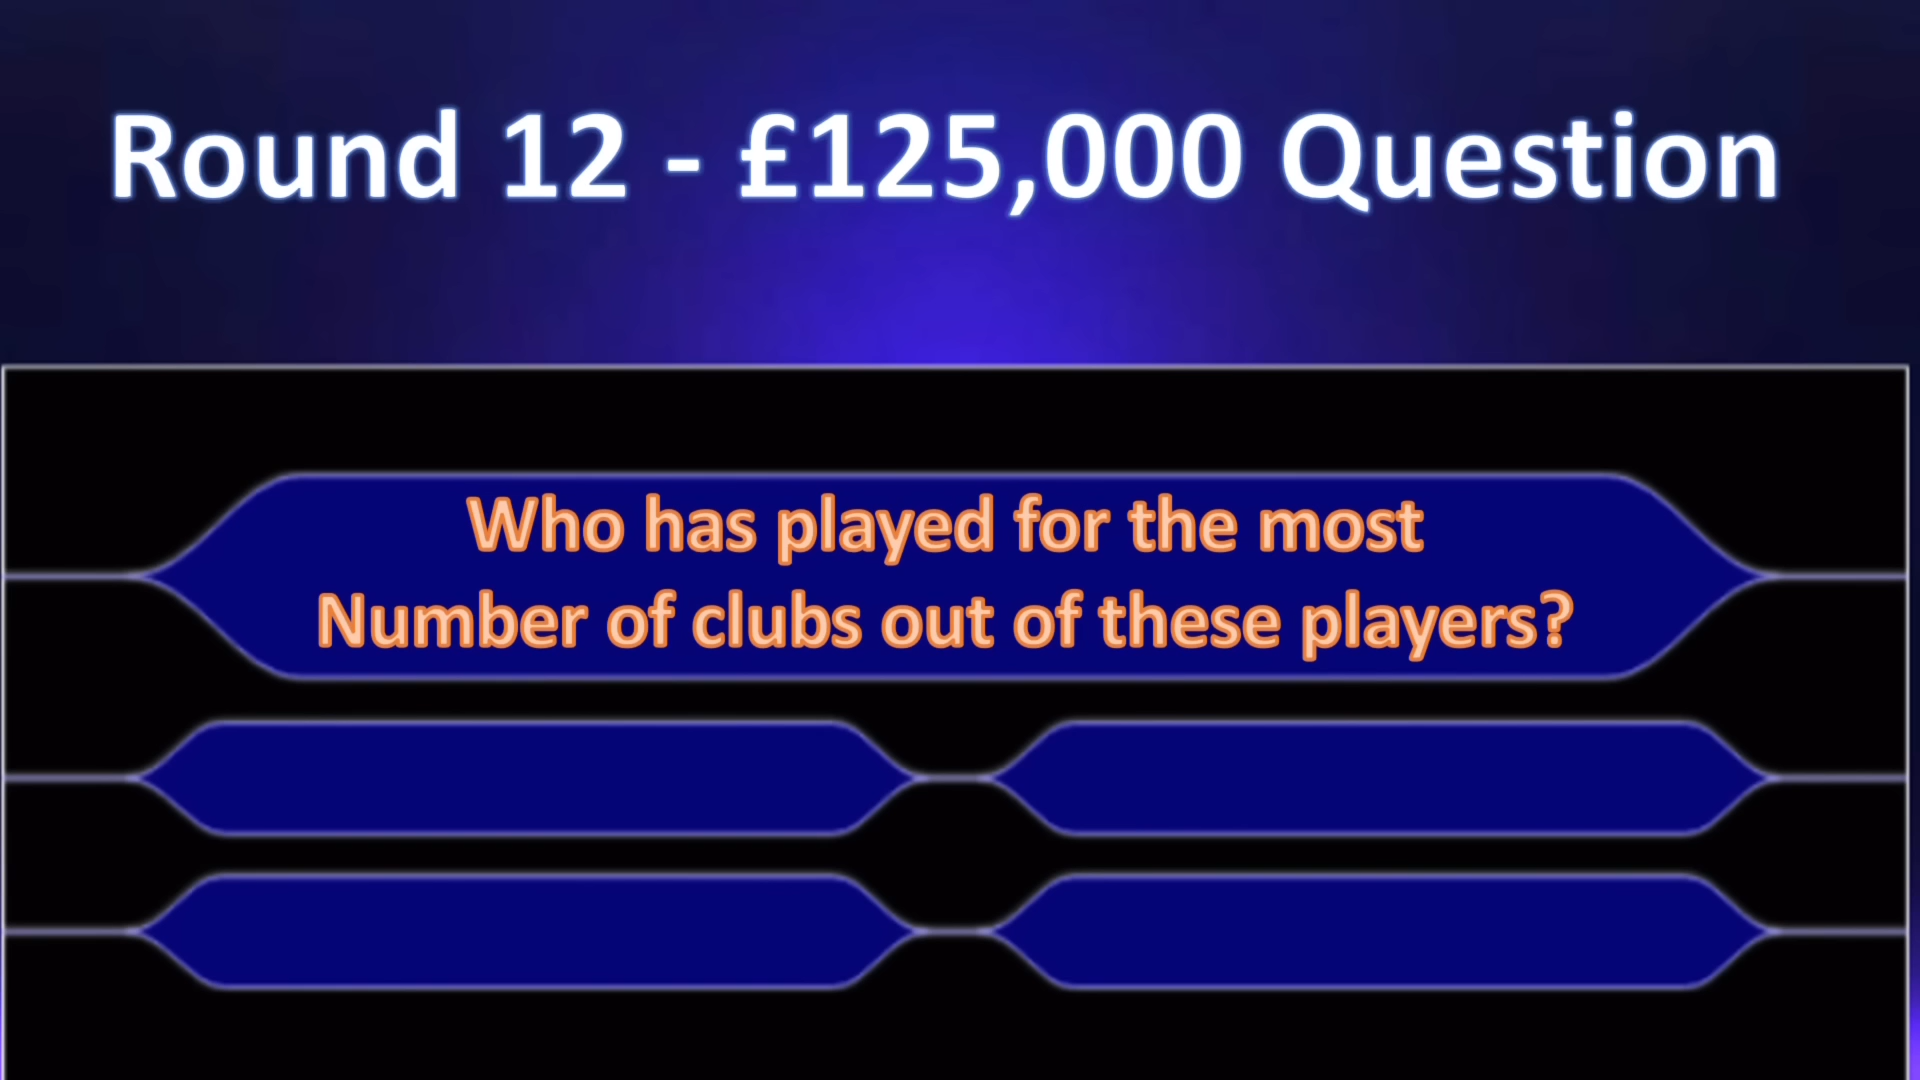 Round 12 - £125,000 Question
Who has played for the most
Number of clubs out of these players?